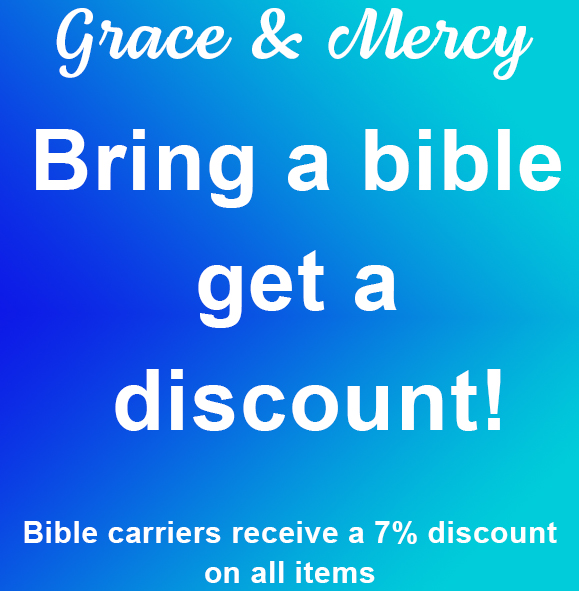 Grace & Mercy
Bring a bible
get a
discount!
Bible carriers receive a 7% discount
on all items